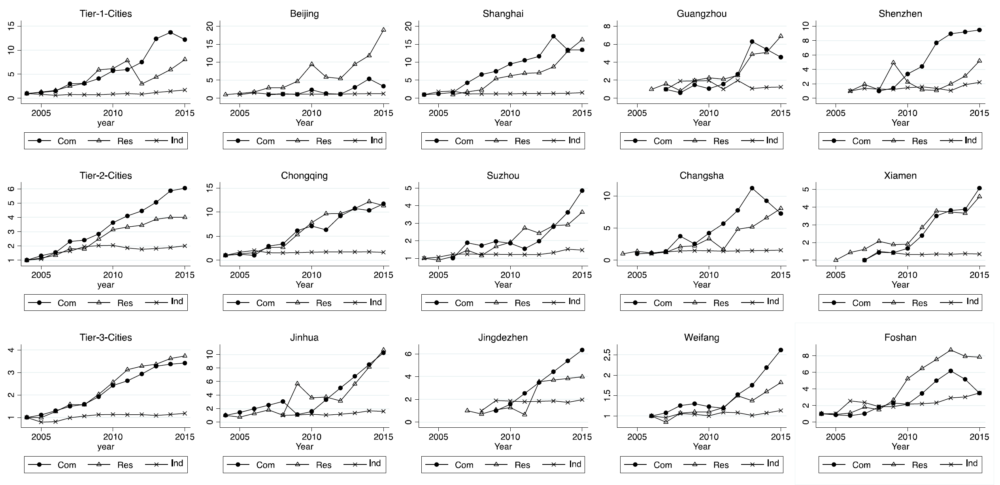 Tier-1-Cities
0 5 10 15
2005 2010 2015
year
Com Res Ind
Beijing
0 5 10 15 20
2005 2010 2015
Year
Com Res Ind
Shanghai
0 5 10 15 20
2005 2010 2015
Year
Com Res Ind
Guangzhou
0 2 4 6 8
2005 2010 2015
Year
Com Res Ind
Shenzhen
0 2 4 6 8 10
2005 2010 2015
Year
Com Res Ind
Tier-2-Cities
1 2 3 4 5 6
2005 2010 2015
year
Com Res Ind
Chongqing
0 5 10 15
2005 2010 2015
Year
Com Res Ind
Suzhou
1 2 3 4 5
2005 2010 2015
Year
Com Res Ind
Changsha
0 5 10
2005 2010 2015
Year
Com Res Ind
Xiamen
1 2 3 4 5
2005 2010 2015
Year
Com Res Ind
Tier-3-Cities
1 2 3 4
2005 2010 2015
year
Com Res Ind
Jinhua
0 2 4 6 8 10
2005 2010 2015
Year
Com Res Ind
Jingdezhen
0 2 4 6
2005 2010 2015
Year
Com Res Ind
Weifang
1 1.5 2 2.5
2005 2010 2015
Year
Com Res Ind
Foshan
0 2 4 6 8
2005 2010 2015
Year
Com Res Ind